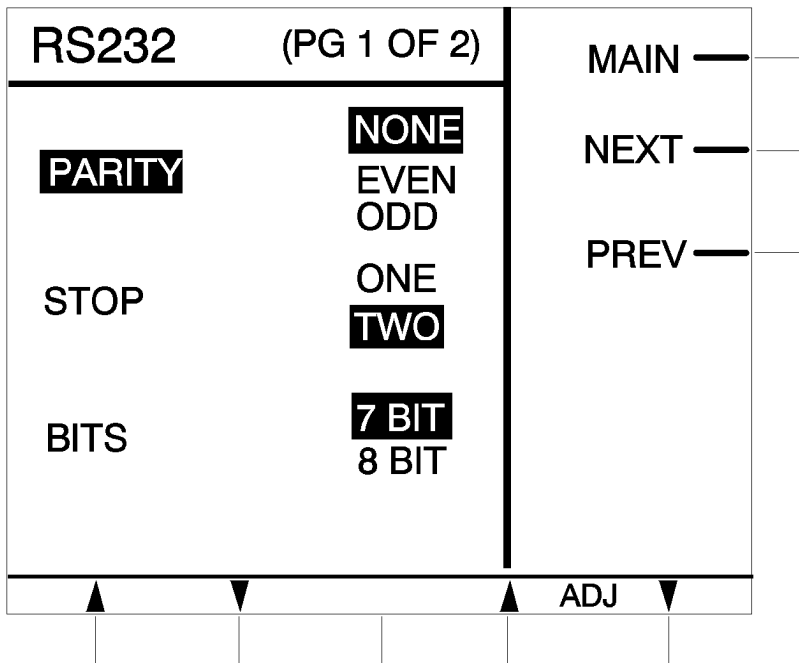 RS232 (PG 1 OF 2)
MAIN
NEXT
PREV
PARITY
NONE
EVEN
ODD
STOP
ONE
TWO
BITS
7 BIT
8 BIT
ADJ